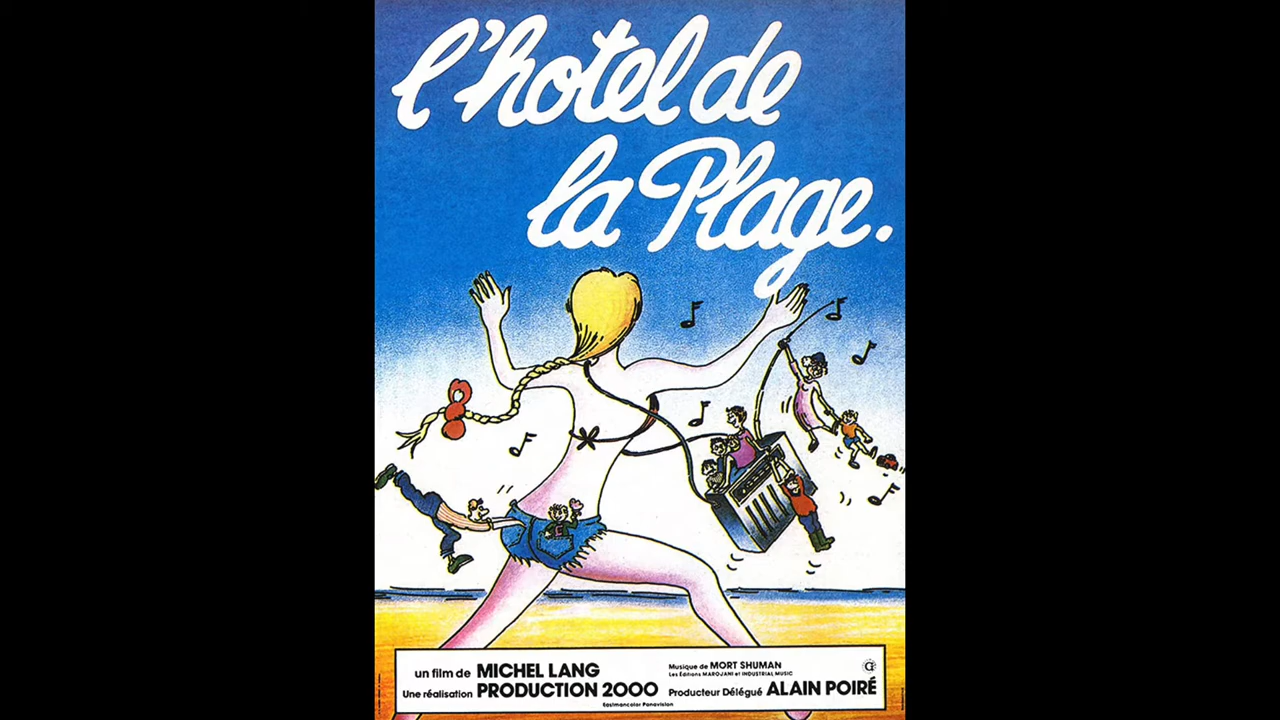 l'hotel de
la Plage.
un film de MICHEL LANG
Une réalisation PRODUCTION 2000
Musique de MORT SHUMAN
Les Éditions MAROJANI et INDUSTRIAL MUSIC
Producteur Délégué ALAIN POIRÉ
Eastmancolor Panavision